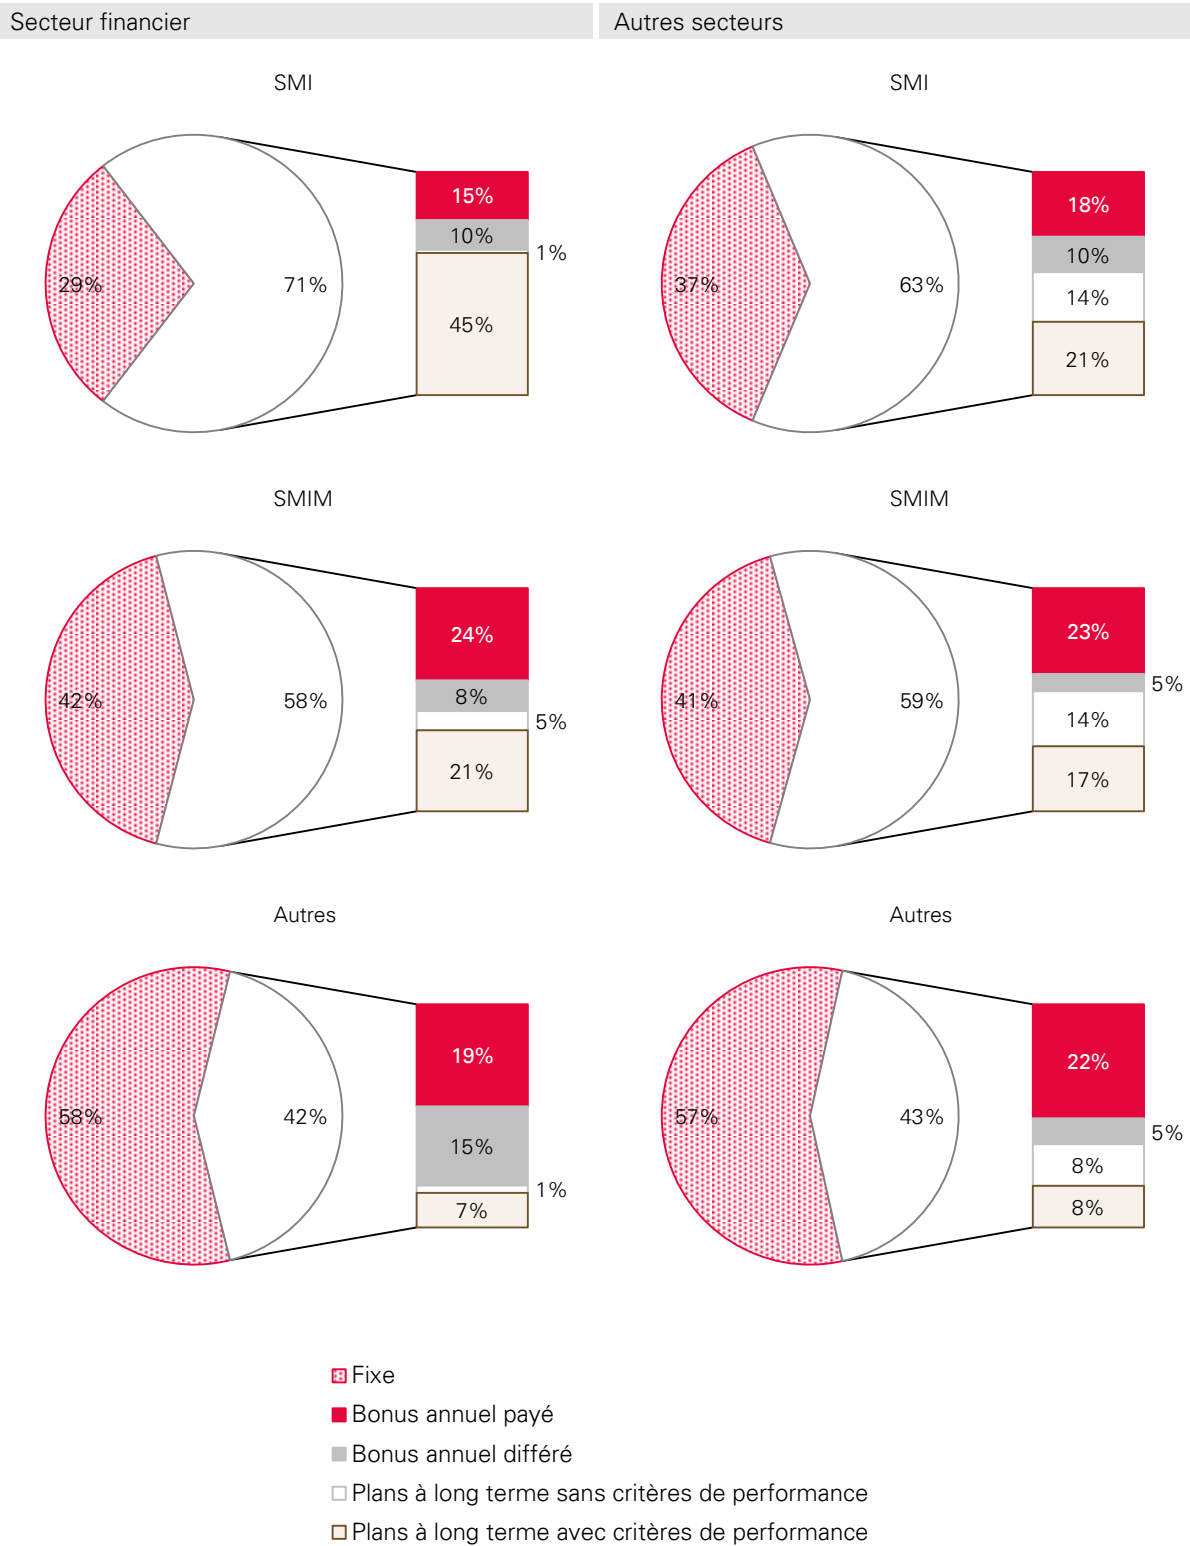 Secteur financier
Autres secteurs
SMI
29%
71%
15%
10%
1%
45%
SMI
37%
63%
18%
10%
14%
21%
SMIM
42%
58%
24%
8%
5%
21%
SMIM
41%
59%
23%
5%
14%
17%
Autres
58%
42%
19%
15%
1%
7%
Autres
57%
43%
22%
5%
8%
8%
Fixe
Bonus annuel payé
Bonus annuel différé
Plans à long terme sans critères de performance
Plans à long terme avec critères de performance